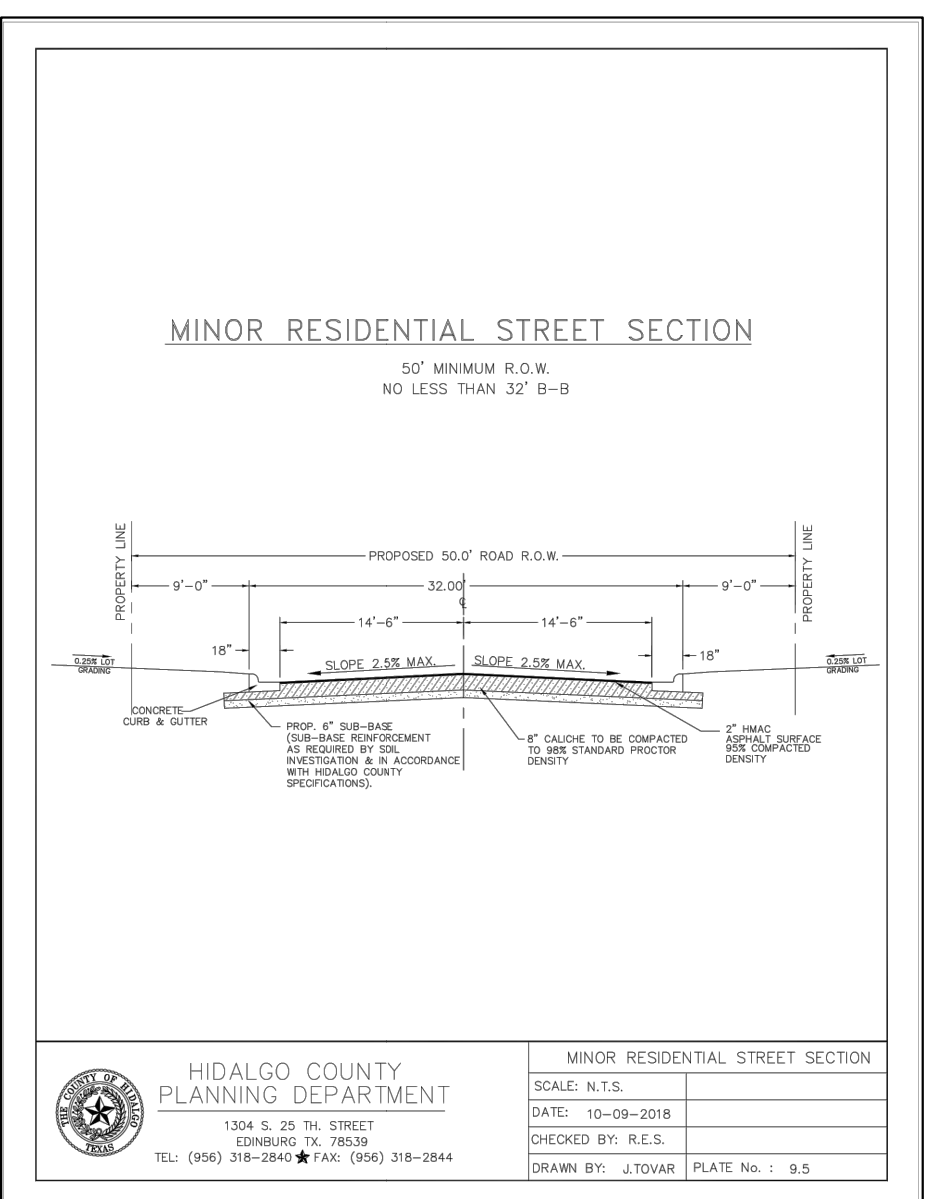 MINOR RESIDENTIAL STREET SECTION
50' MINIMUM R.O.W.
NO LESS THAN 32' B-B
PROPERTY LINE
PROPERTY LINE
PROPOSED 50.0' ROAD R.O.W.
9'-0"
32.00'
9'-0"
℄
14'-6"
14'-6"
18"
18"
0.25% LOT
GRADING
SLOPE 2.5% MAX.
SLOPE 2.5% MAX.
0.25% LOT
GRADING
CONCRETE
CURB & GUTTER
PROP. 6" SUB-BASE
(SUB-BASE REINFORCEMENT
AS REQUIRED BY SOIL
INVESTIGATION & IN ACCORDANCE
WITH HIDALGO COUNTY
SPECIFICATIONS).
8" CALICHE TO BE COMPACTED
TO 98% STANDARD PROCTOR
DENSITY
2" HMAC
ASPHALT SURFACE
95% COMPACTED
DENSITY
THE COUNTY OF HIDALGO
TEXAS
HIDALGO COUNTY
PLANNING DEPARTMENT
1304 S. 25 TH. STREET
EDINBURG TX. 78539
TEL: (956) 318-2840 ★ FAX: (956) 318-2844
MINOR RESIDENTIAL STREET SECTION
SCALE: N.T.S.
DATE: 10-09-2018
CHECKED BY: R.E.S.
DRAWN BY: J.TOVAR
PLATE No. : 9.5